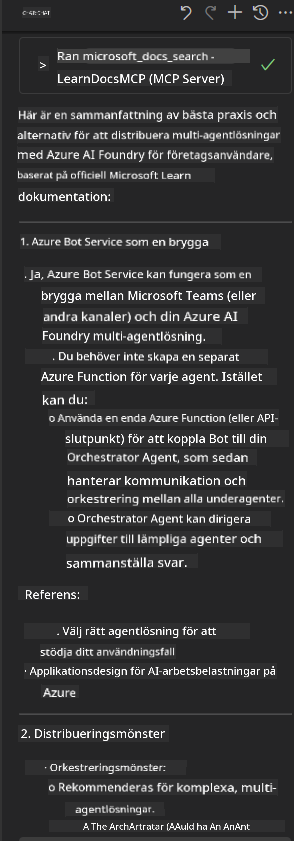 Ran microsoft_docs_search -
LearnDocsMCP (MCP Server)
Här är en sammanfattning av bästa praxis och
alternativ för att distribuera multi-agentlösningar
med Azure AI Foundry för företagsanvändare,
baserat på officiell Microsoft Learn
dokumentation:
1. Azure Bot Service som en brygga
. Ja, Azure Bot Service kan fungera som en
brygga mellan Microsoft Teams (eller
andra kanaler) och din Azure AI
Foundry multi-agentlösning.
. Du behöver inte skapa en separat
Azure Function för varje agent. Istället
kan du:
o Använda en enda Azure Function (eller API-
slutpunkt) för att koppla Bot till din
Orchestrator Agent, som sedan
hanterar kommunikation och
orkestrering mellan alla underagenter.
o Orchestrator Agent kan dirigera
uppgifter till lämpliga agenter och
sammanställa svar.
Referens:
. Välj rätt agentlösning för att
stödja ditt användningsfall
· Applikationsdesign för AI-arbetsbelastningar på
Azure
2. Distribueringsmönster
· Orkestreringsmönster:
o Rekommenderas för komplexa, multi-
agentlösningar.